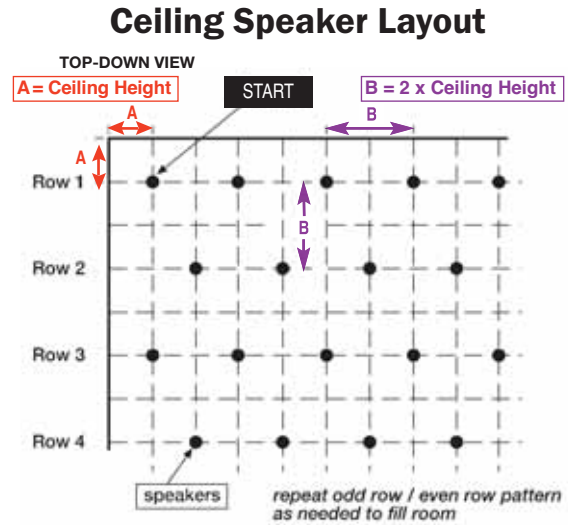 Ceiling Speaker Layout
TOP-DOWN VIEW
A = Ceiling Height
START
B = 2 x Ceiling Height
A
B
A
Row 1
B
Row 2
Row 3
Row 4
speakers
repeat odd row / even row pattern
as needed to fill room